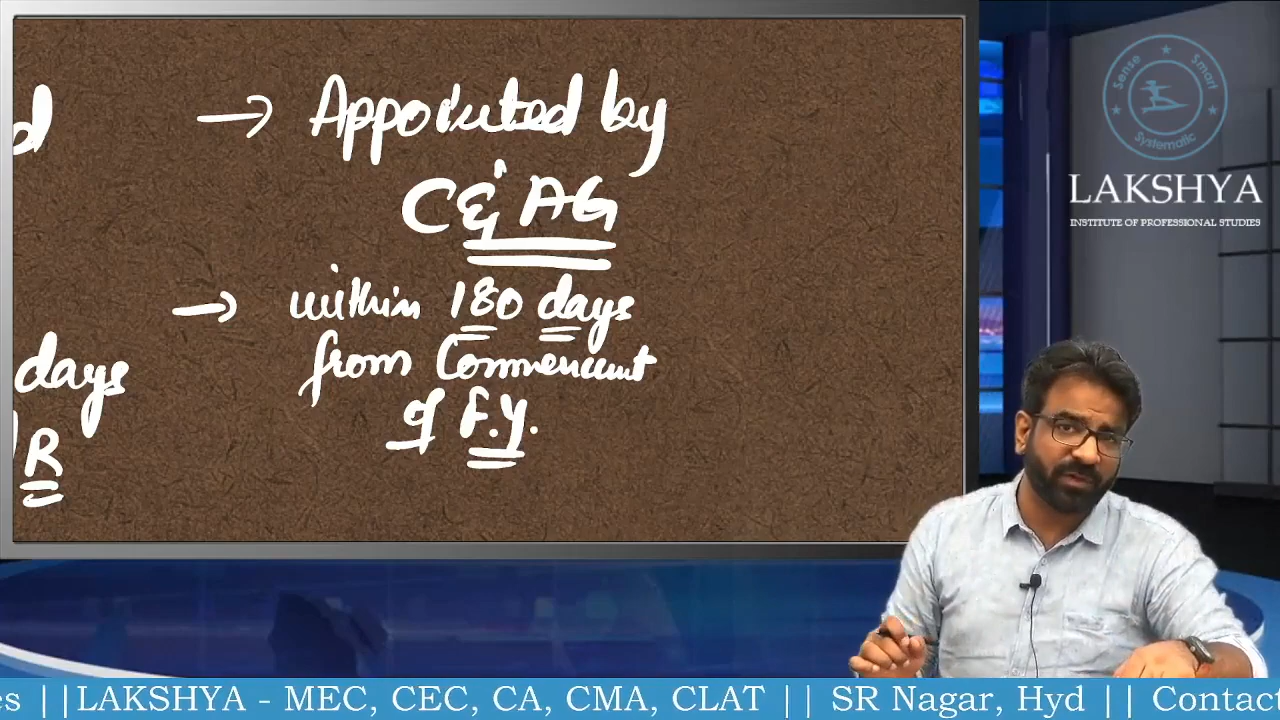 d
→ Appointed by
C & AG
→ within 180 days
from Commencent
of F.Y.
days
R
Sense
Smart
Systematic
LAKSHYA
INSTITUTE OF PROFESSIONAL STUDIES
es ||LAKSHYA - MEC, CEC, CA, CMA, CLAT || SR Nagar, Hyd || Contact